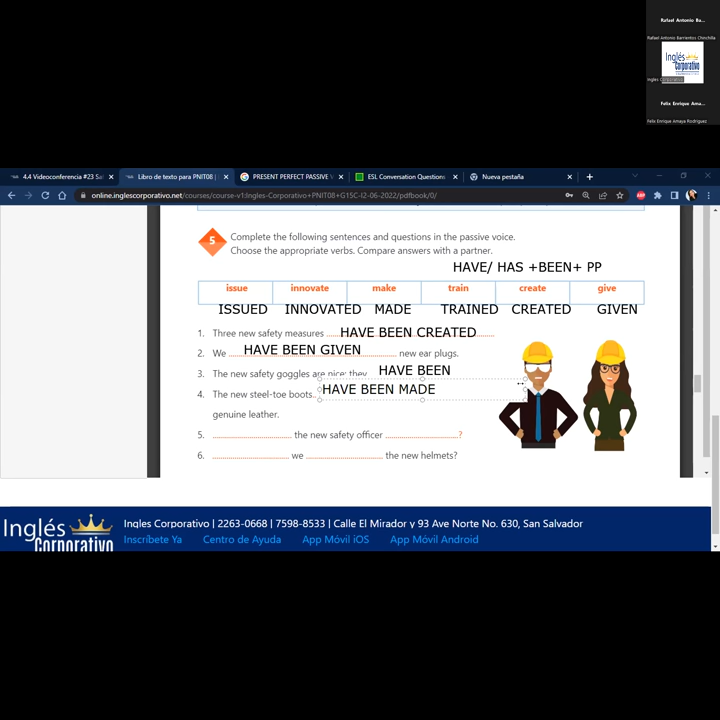 Rafael Antonio Ba...
Rafael Antonio Barrientos Chinchilla
Inglés
Corporativo
Inglés Corporativo
Felix Enrique Ama...
Felix Enrique Amaya Rodriguez
4.4 Videoconferencia #23 Sa
Libro de texto para PNIT08 |
PRESENT PERFECT PASSIVE V
ESL Conversation Questions
Nueva pestaña
online.inglescorporativo.net/courses/course-v1:Ingles-Corporativo+PNIT08+G15C-I2-06-2022/pdfbook/0/
5
Complete the following sentences and questions in the passive voice.
Choose the appropriate verbs. Compare answers with a partner.
HAVE/ HAS +BEEN+ PP
issue innovate make train create give
ISSUED INNOVATED MADE TRAINED CREATED GIVEN
1. Three new safety measures HAVE BEEN CREATED
2. We HAVE BEEN GIVEN new ear plugs.
3. The new safety goggles are nice; they HAVE BEEN
4. The new steel-toe boots HAVE BEEN MADE
genuine leather.
5. the new safety officer ?
6. we the new helmets?
Inglés
Corporativo
Ingles Corporativo | 2263-0668 | 7598-8533 | Calle El Mirador y 93 Ave Norte No. 630, San Salvador
Inscríbete Ya Centro de Ayuda App Móvil iOS App Móvil Android